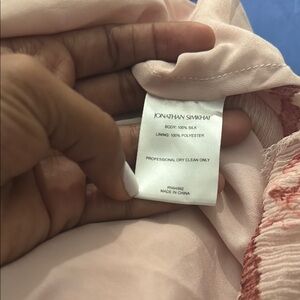 JONATHAN SIMKHAI
BODY: 100% SILK
LINING: 100% POLYESTER
PROFESSIONAL DRY CLEAN ONLY
MADE IN CHINA